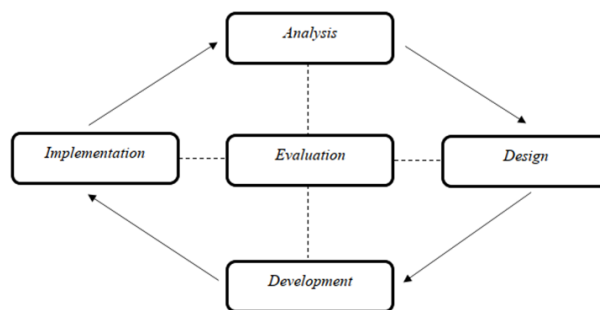 Analysis
Implementation
Evaluation
Design
Development